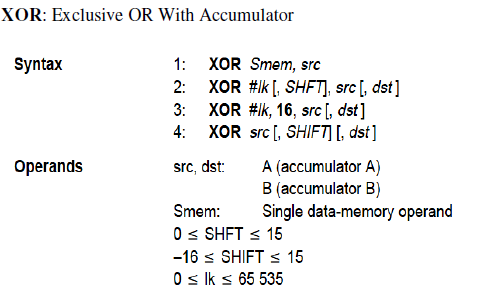 XOR: Exclusive OR With Accumulator
Syntax 1: XOR Smem, src
2: XOR #lk [, SHFT], src [, dst]
3: XOR #lk, 16, src [, dst]
4: XOR src [, SHIFT] [, dst]
Operands src, dst: A (accumulator A)
B (accumulator B)
Smem: Single data-memory operand
0 ≤ SHFT ≤ 15
–16 ≤ SHIFT ≤ 15
0 ≤ lk ≤ 65 535